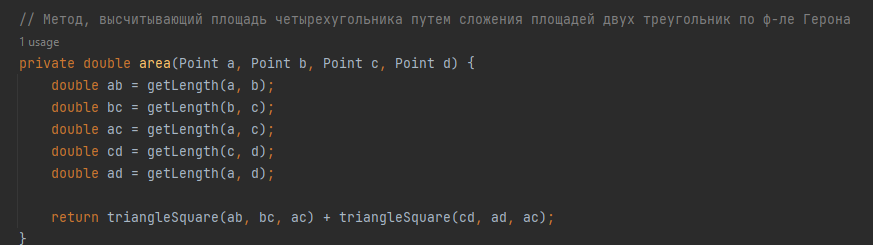 // Метод, высчитывающий площадь четырехугольника путем сложения площадей двух треугольник по ф-ле Герона
1 usage
private double area(Point a, Point b, Point c, Point d) {
    double ab = getLength(a, b);
    double bc = getLength(b, c);
    double ac = getLength(a, c);
    double cd = getLength(c, d);
    double ad = getLength(a, d);

    return triangleSquare(ab, bc, ac) + triangleSquare(cd, ad, ac);
}